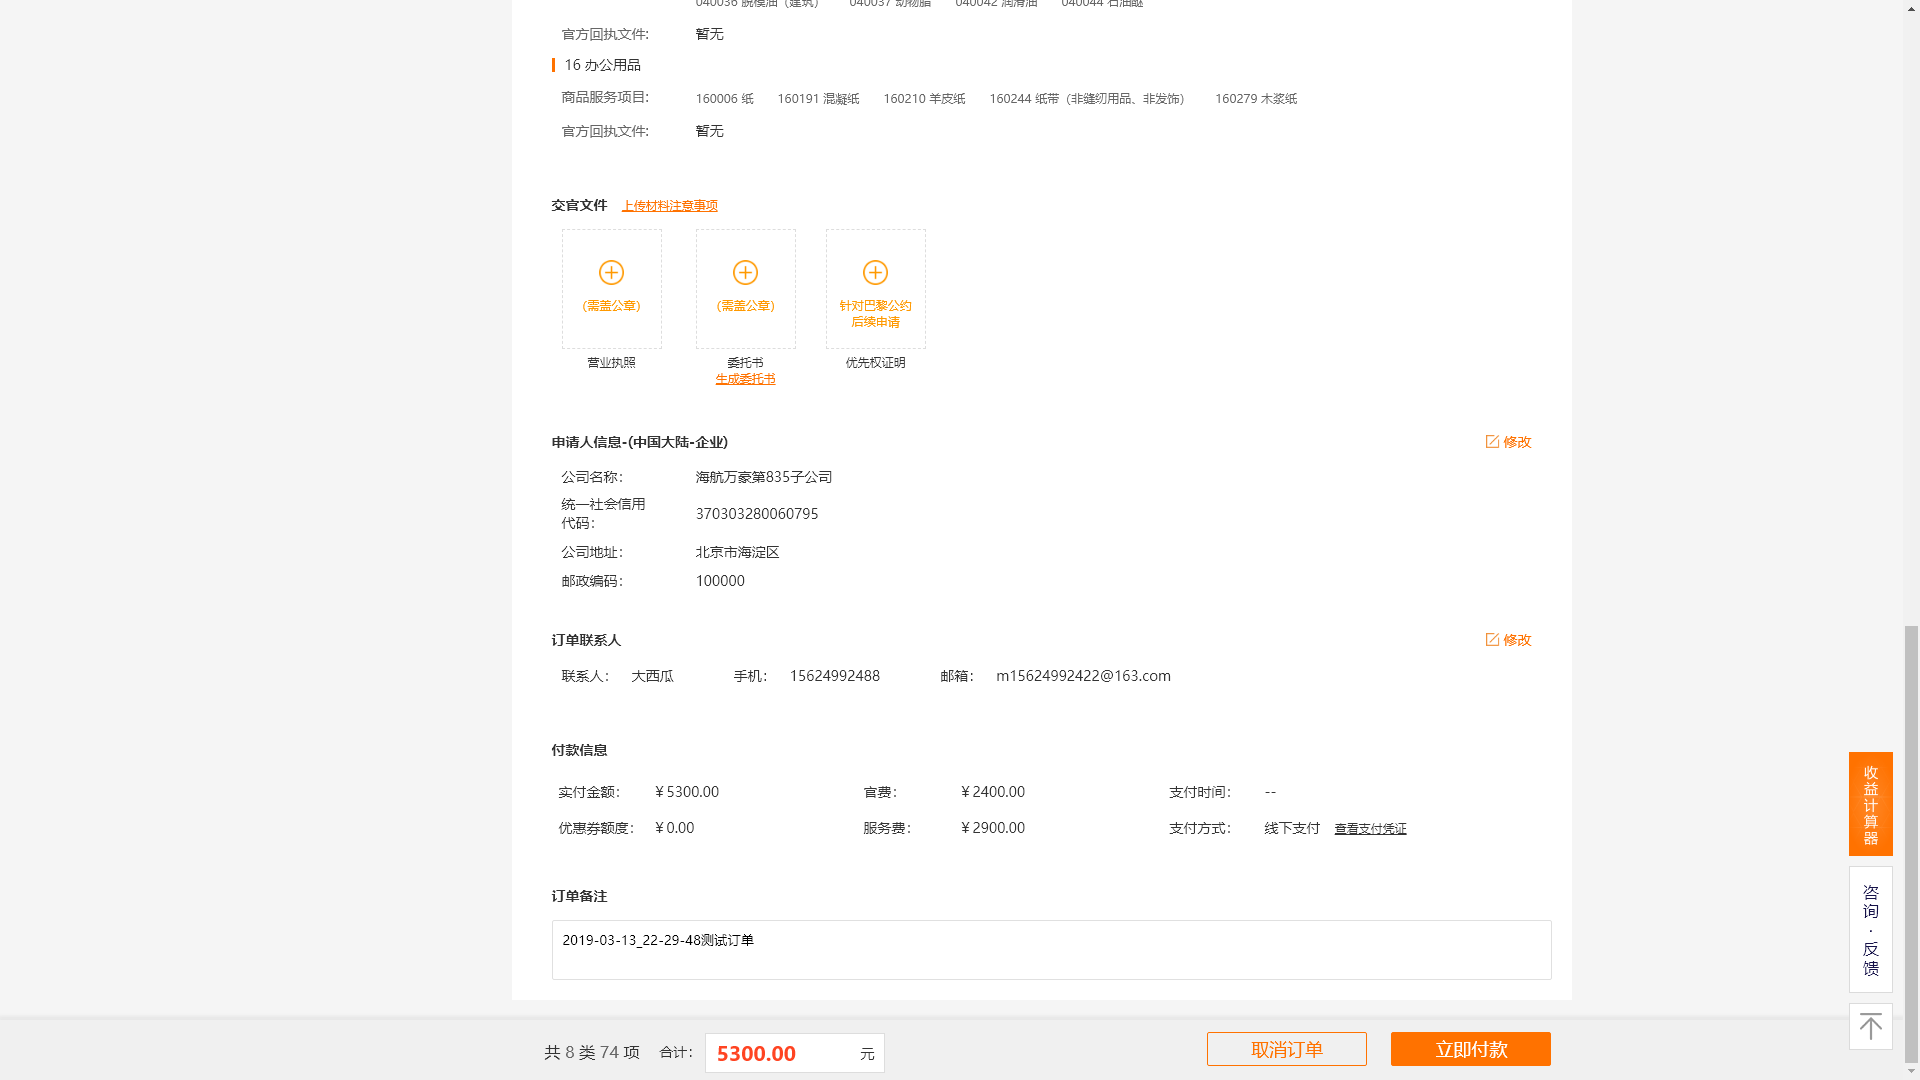 040036 脱模油（建筑） 040037 动物脂 040042 润滑油 040044 石油醚
官方回执文件: 暂无
16 办公用品
商品服务项目: 160006 纸 160191 混凝纸 160210 羊皮纸 160244 纸带（非缝纫用品、非发饰） 160279 木浆纸
官方回执文件: 暂无
交官文件 上传材料注意事项
(需盖公章) (需盖公章) 针对巴黎公约
后续申请
营业执照 委托书 优先权证明
生成委托书
申请人信息-(中国大陆-企业) 修改
公司名称： 海航万豪第835子公司
统一社会信用
代码： 370303280060795
公司地址： 北京市海淀区
邮政编码： 100000
订单联系人 修改
联系人： 大西瓜 手机： 15624992488 邮箱： m15624992422@163.com
付款信息
实付金额： ￥5300.00 官费： ￥2400.00 支付时间： --
优惠券额度： ￥0.00 服务费： ￥2900.00 支付方式： 线下支付 查看支付凭证
订单备注
2019-03-13_22-29-48测试订单
共 8 类 74 项 合计： 5300.00 元 取消订单 立即付款
收益计算器
咨询·反馈